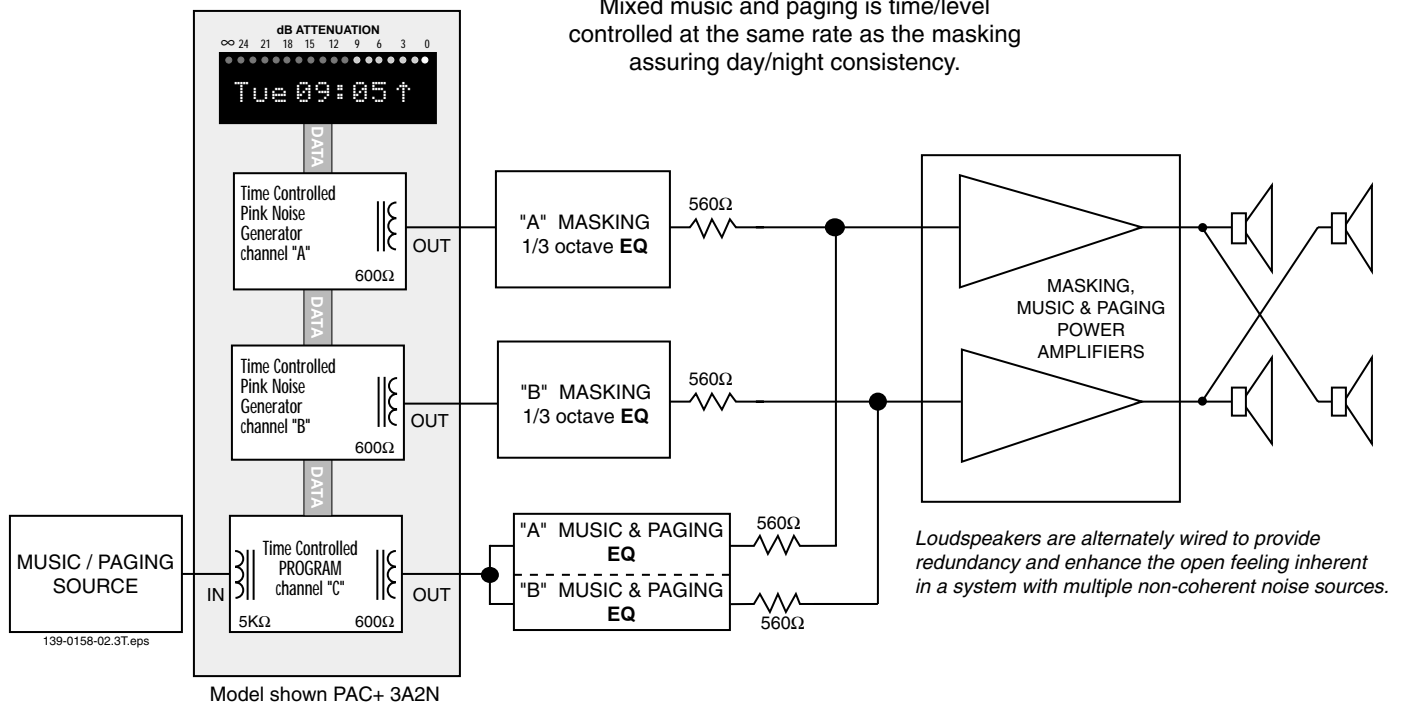 Mixed music and paging is time/level
controlled at the same rate as the masking
assuring day/night consistency.
dB ATTENUATION
∞ 24 21 18 15 12 9 6 3 0
Tue 09:05↑
DATA
Time Controlled
Pink Noise
Generator
channel "A"
600Ω
OUT
"A" MASKING
1/3 octave EQ
560Ω
DATA
Time Controlled
Pink Noise
Generator
channel "B"
600Ω
OUT
"B" MASKING
1/3 octave EQ
560Ω
MASKING,
MUSIC & PAGING
POWER
AMPLIFIERS
DATA
MUSIC / PAGING
SOURCE
IN
Time Controlled
PROGRAM
channel "C"
5KΩ
600Ω
OUT
"A" MUSIC & PAGING
EQ
"B" MUSIC & PAGING
EQ
560Ω
560Ω
Loudspeakers are alternately wired to provide
redundancy and enhance the open feeling inherent
in a system with multiple non-coherent noise sources.
139-0158-02.3T.eps
Model shown PAC+ 3A2N